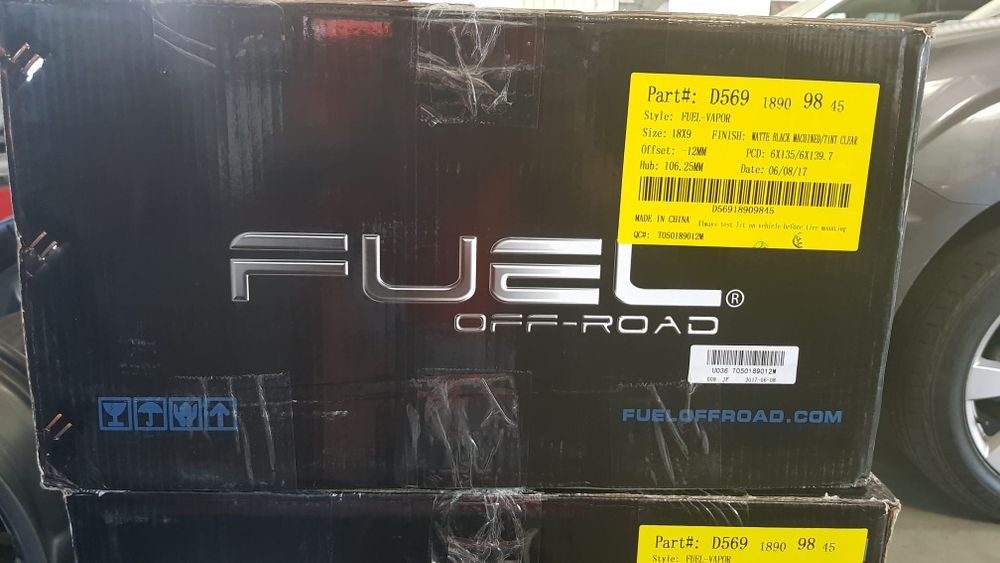 Part#: D569 1890 98 45
Style: FUEL-VAPOR
Size: 18X9 FINISH: MATTE BLACK MACHINED/TINT CLEAR
Offset: -12MM PCD: 6X135/6X139.7
Hub: 106.25MM Date: 06/08/17
D56918909845
MADE IN CHINA Always test fit on vehicle before tire mounting
QC#: T050189012M
FUEL®
OFF-ROAD
U036 T050189012M
2017-06-08
FUELOFFROAD.COM
Part#: D569 1890 98 45
Style: FUEL-VAPOR